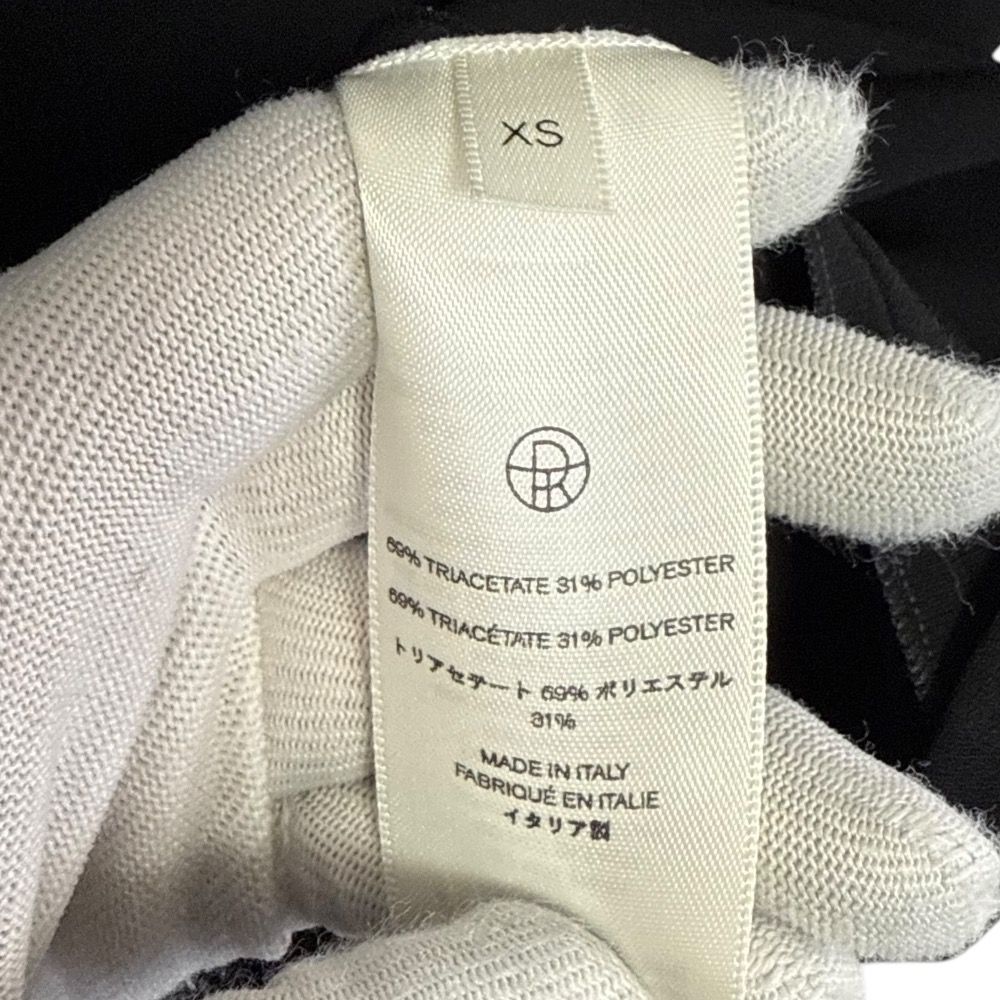 XS
69% TRIACETATE 31% POLYESTER
69% TRIACÉTATE 31% POLYESTER
トリアセテート 69% ポリエステル
31%
MADE IN ITALY
FABRIQUÉ EN ITALIE
イタリア製